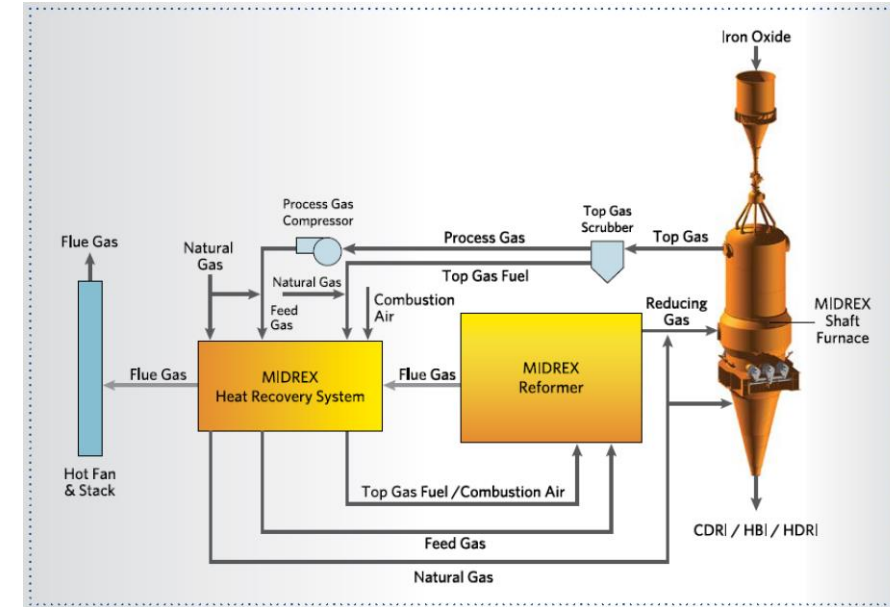 Iron Oxide
Process Gas
Compressor
Top Gas
Scrubber
Flue Gas
Natural
Gas
Process Gas
Top Gas
Top Gas Fuel
Natural Gas
Feed
Gas
Combustion
Air
Reducing
Gas
MIDREX
Shaft
Furnace
Flue Gas
MIDREX
Heat Recovery System
Flue Gas
MIDREX
Reformer
Hot Fan
& Stack
Top Gas Fuel /Combustion Air
Feed Gas
Natural Gas
CDRI / HBI / HDRI